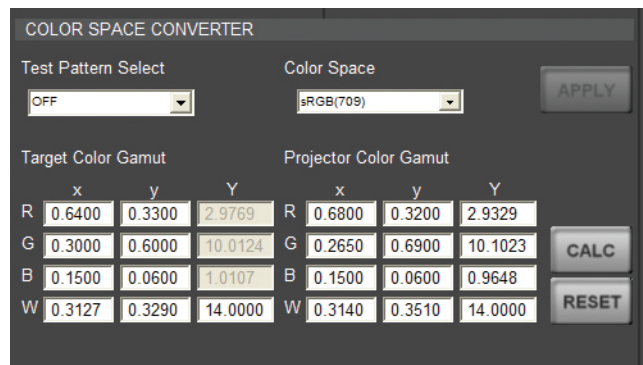 COLOR SPACE CONVERTER
Test Pattern Select Color Space
OFF sRGB(709) APPLY
Target Color Gamut Projector Color Gamut
x y Y x y Y
R 0.6400 0.3300 2.9769 R 0.6800 0.3200 2.9329
G 0.3000 0.6000 10.0124 G 0.2650 0.6900 10.1023 CALC
B 0.1500 0.0600 1.0107 B 0.1500 0.0600 0.9648
W 0.3127 0.3290 14.0000 W 0.3140 0.3510 14.0000 RESET